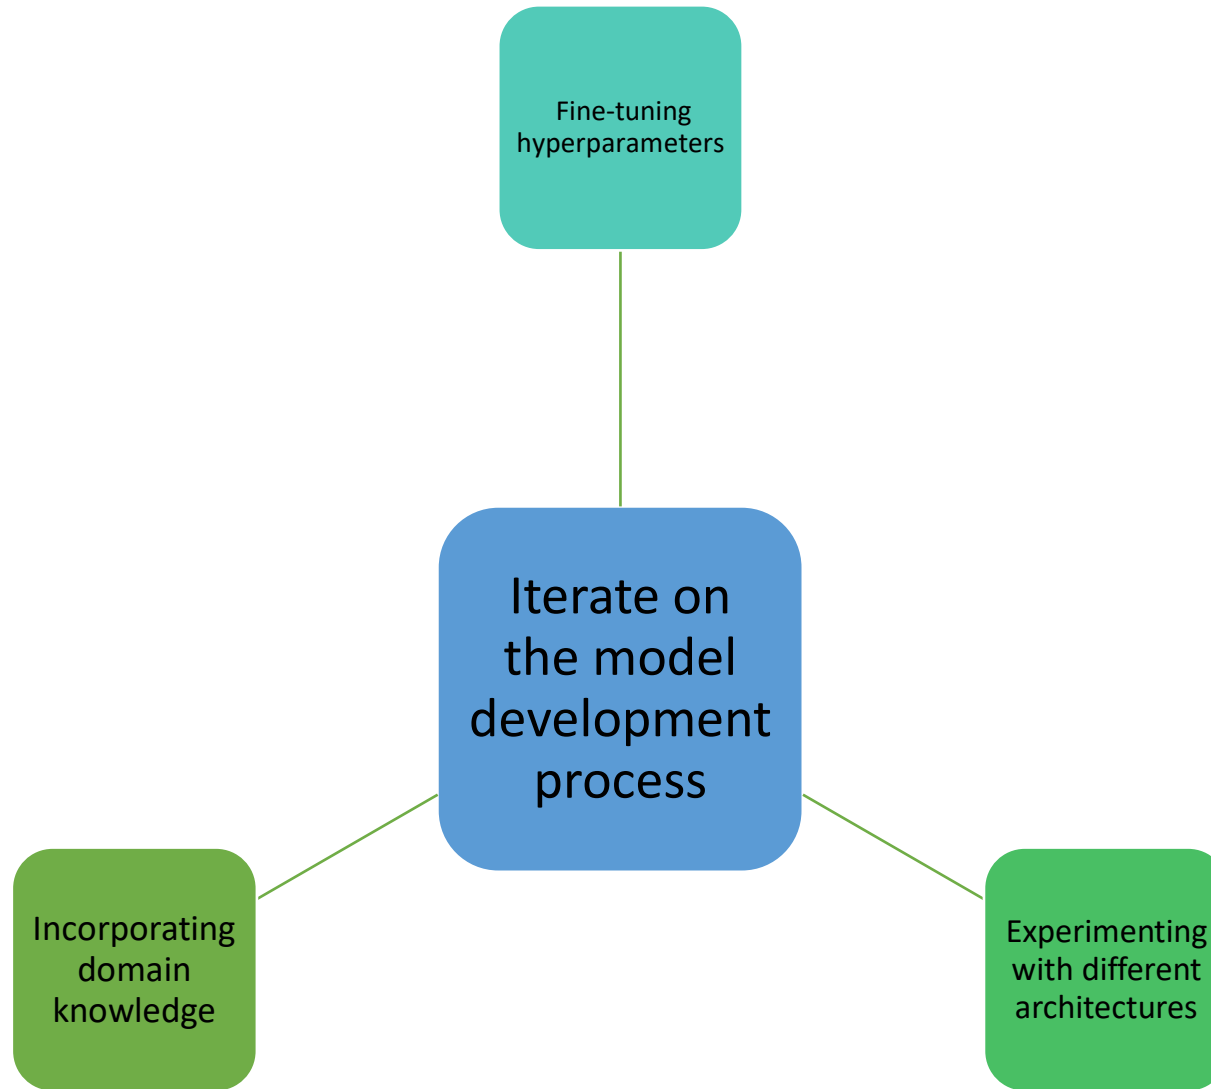 Fine-tuning
hyperparameters
Iterate on
the model
development
process
Incorporating
domain
knowledge
Experimenting
with different
architectures